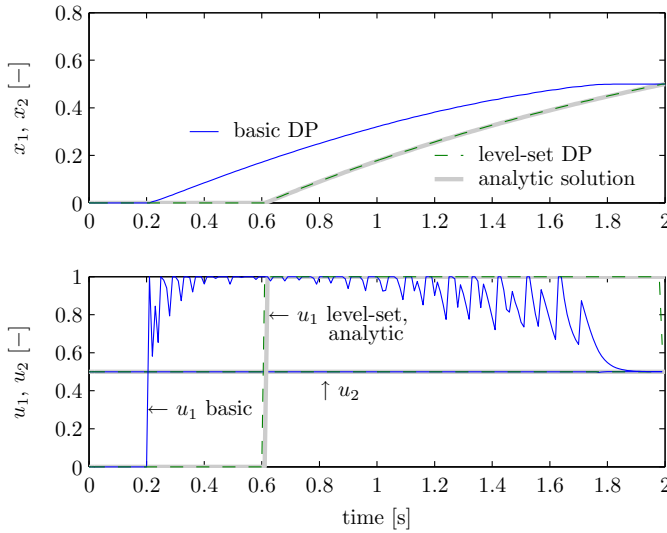 0.8
0.6
0.4
0.2
0
x1, x2 [−]
basic DP
level-set DP
analytic solution
0 0.2 0.4 0.6 0.8 1 1.2 1.4 1.6 1.8 2
1
0.8
0.6
0.4
0.2
0
u1, u2 [−]
← u1 level-set,
analytic
← u1 basic
↑ u2
0 0.2 0.4 0.6 0.8 1 1.2 1.4 1.6 1.8 2
time [s]